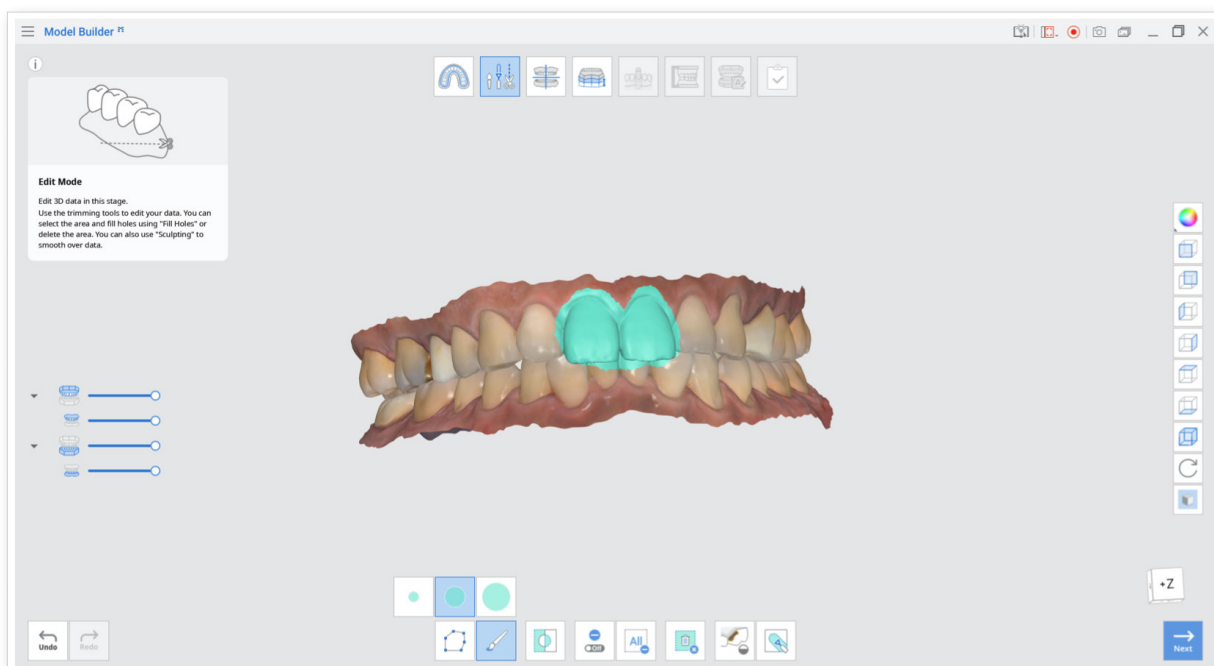 Model Builder
Edit Mode
Edit 3D data in this stage.
Use the trimming tools to edit your data. You can
select the area and fill holes using "Fill Holes" or
delete the area. You can also use "Sculpting" to
smooth over data.
+Z
Undo
Redo
Off
All
Next